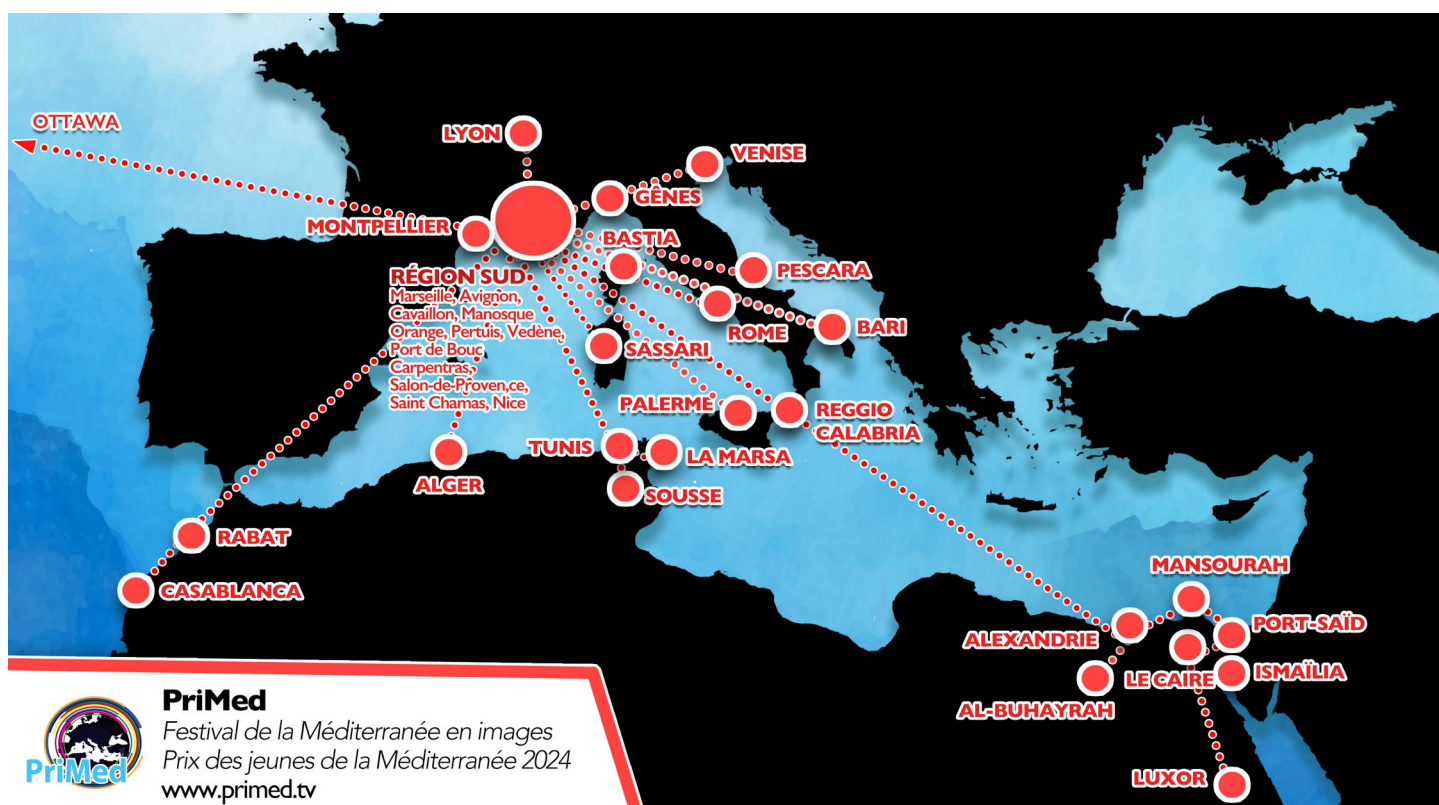 OTTAWA
LYON
VENISE
GÊNES
MONTPELLIER
BASTIA
PESCARA
RÉGION SUD
Marseille, Avignon,
Cavaillon, Manosque
Orange, Pertuis, Vedène,
Port de Bouc
Carpentras,
Salon-de-Proven,ce,
Saint Chamas, Nice
ROME
BARI
SASSARI
PALERME
REGGIO
CALABRIA
TUNIS
LA MARSA
ALGER
SOUSSE
RABAT
CASABLANCA
MANSOURAH
ALEXANDRIE
PORT-SAÏD
LE CAIRE
ISMAÏLIA
AL-BUHAYRAH
LUXOR
PriMed
PriMed
Festival de la Méditerranée en images
Prix des jeunes de la Méditerranée 2024
www.primed.tv